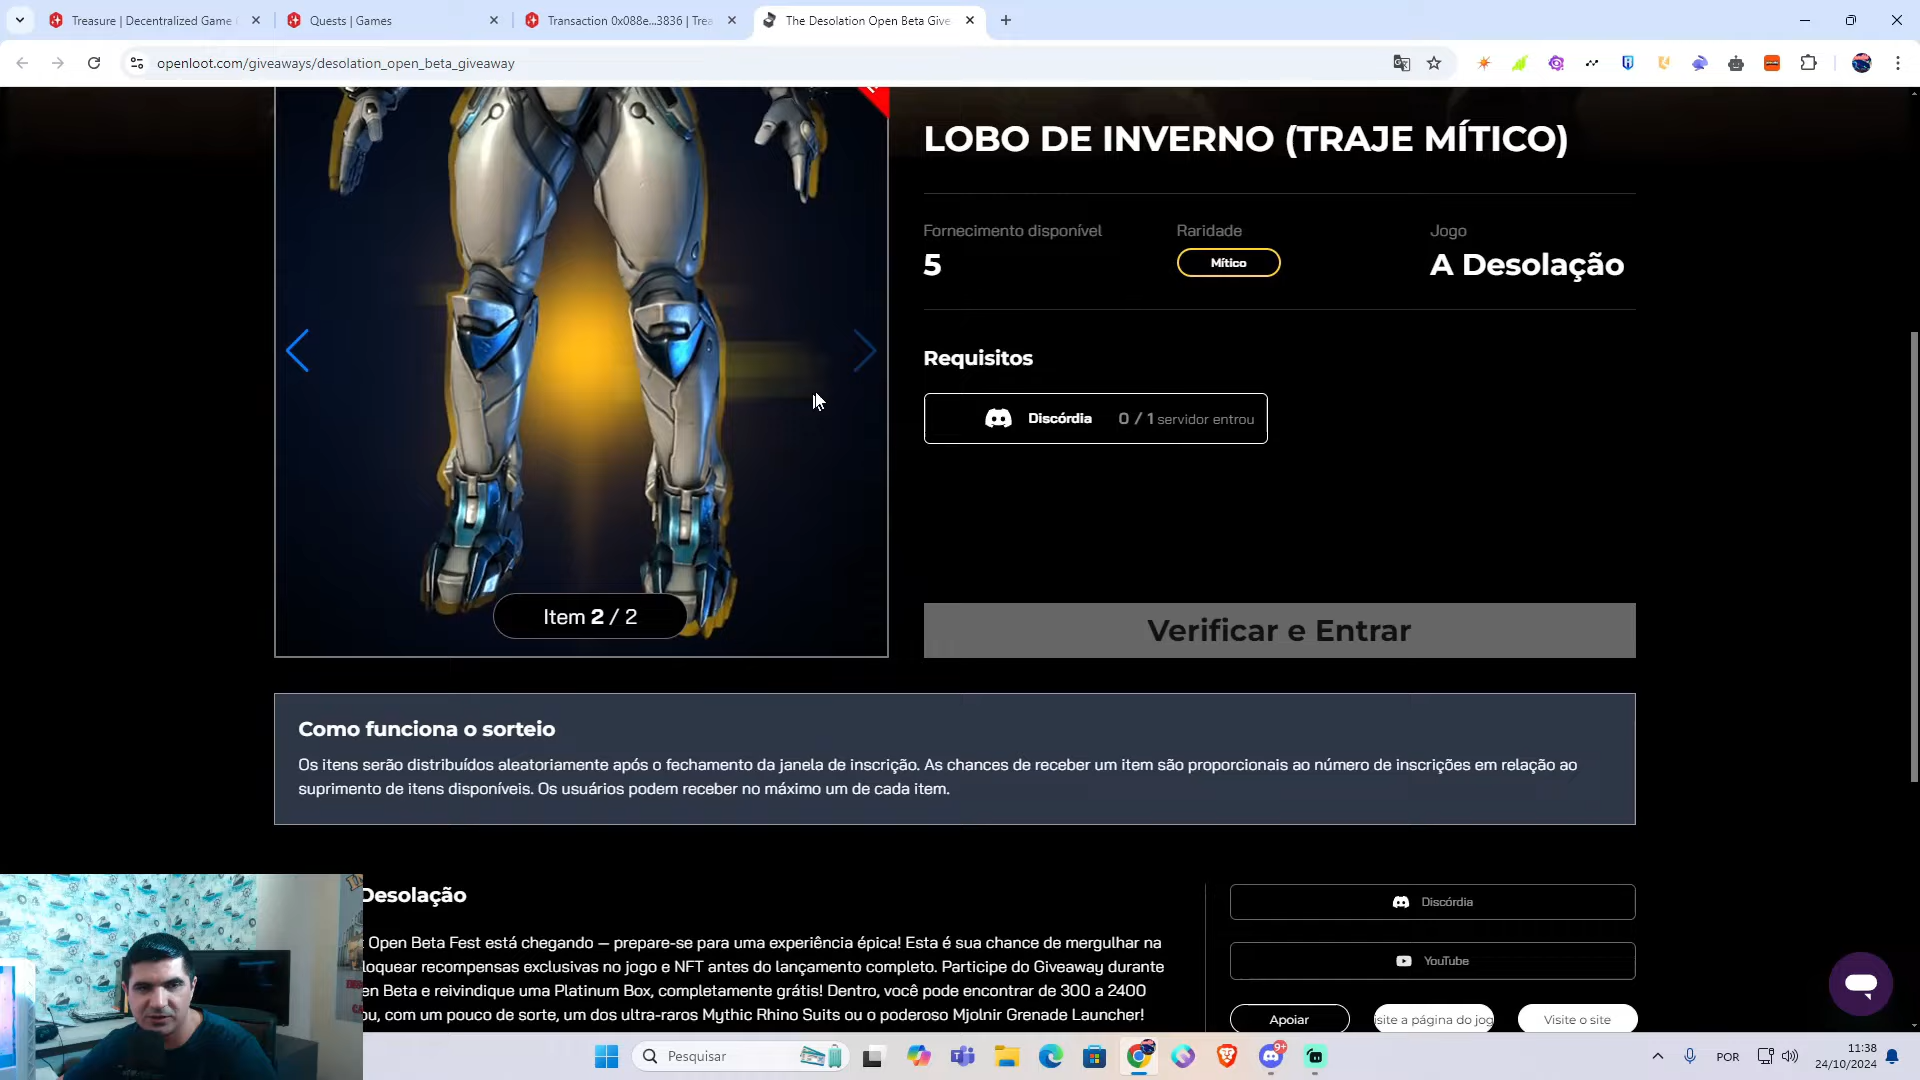 Treasure | Decentralized Game
Quests | Games
Transaction 0x088e...3836 | Trea
The Desolation Open Beta Give
openloot.com/giveaways/desolation_open_beta_giveaway
LOBO DE INVERNO (TRAJE MÍTICO)
Fornecimento disponível
Raridade
Jogo
5
Mítico
A Desolação
Requisitos
Discórdia 0 / 1 servidor entrou
Item 2 / 2
Verificar e Entrar
Como funciona o sorteio
Os itens serão distribuídos aleatoriamente após o fechamento da janela de inscrição. As chances de receber um item são proporcionais ao número de inscrições em relação ao
suprimento de itens disponíveis. Os usuários podem receber no máximo um de cada item.
Desolação
Open Beta Fest está chegando — prepare-se para uma experiência épica! Esta é sua chance de mergulhar na
loquear recompensas exclusivas no jogo e NFT antes do lançamento completo. Participe do Giveaway durante
en Beta e reivindique uma Platinum Box, completamente grátis! Dentro, você pode encontrar de 300 a 2400
ou, com um pouco de sorte, um dos ultra-raros Mythic Rhino Suits ou o poderoso Mjolnir Grenade Launcher!
Discórdia
YouTube
Apoiar
isite a página do jog
Visite o site
Pesquisar
9+
POR
11:38
24/10/2024